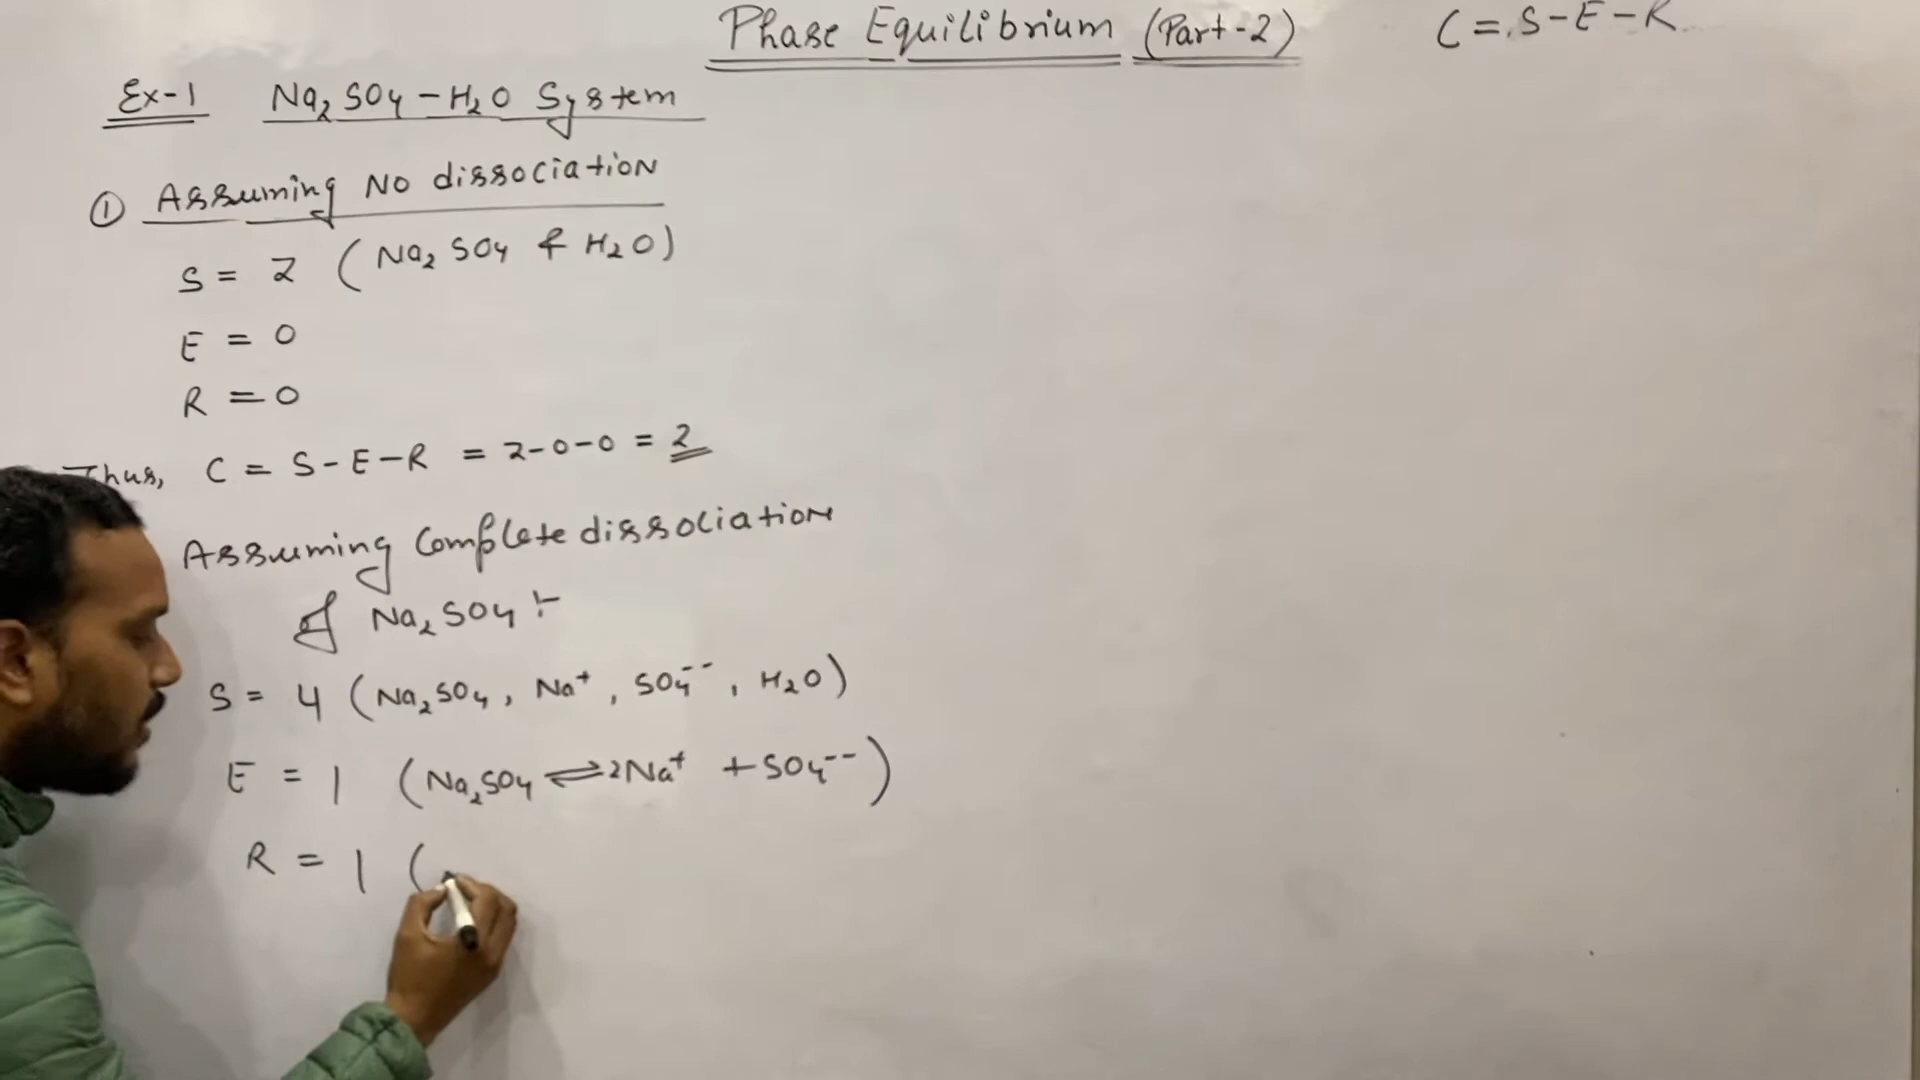 Phase Equilibrium (Part-2)
C = S-E-R
Ex-1 Na₂SO₄-H₂O System
① Assuming No dissociation
S = 2 (Na₂SO₄ & H₂O)
E = 0
R = 0
Thus, C = S-E-R = 2-0-0 = 2
Assuming Complete dissociation
of Na₂SO₄:-
S = 4 (Na₂SO₄, Na⁺, SO₄⁻⁻, H₂O)
E = 1 (Na₂SO₄ ⇌ 2Na⁺ + SO₄⁻⁻)
R = 1 (